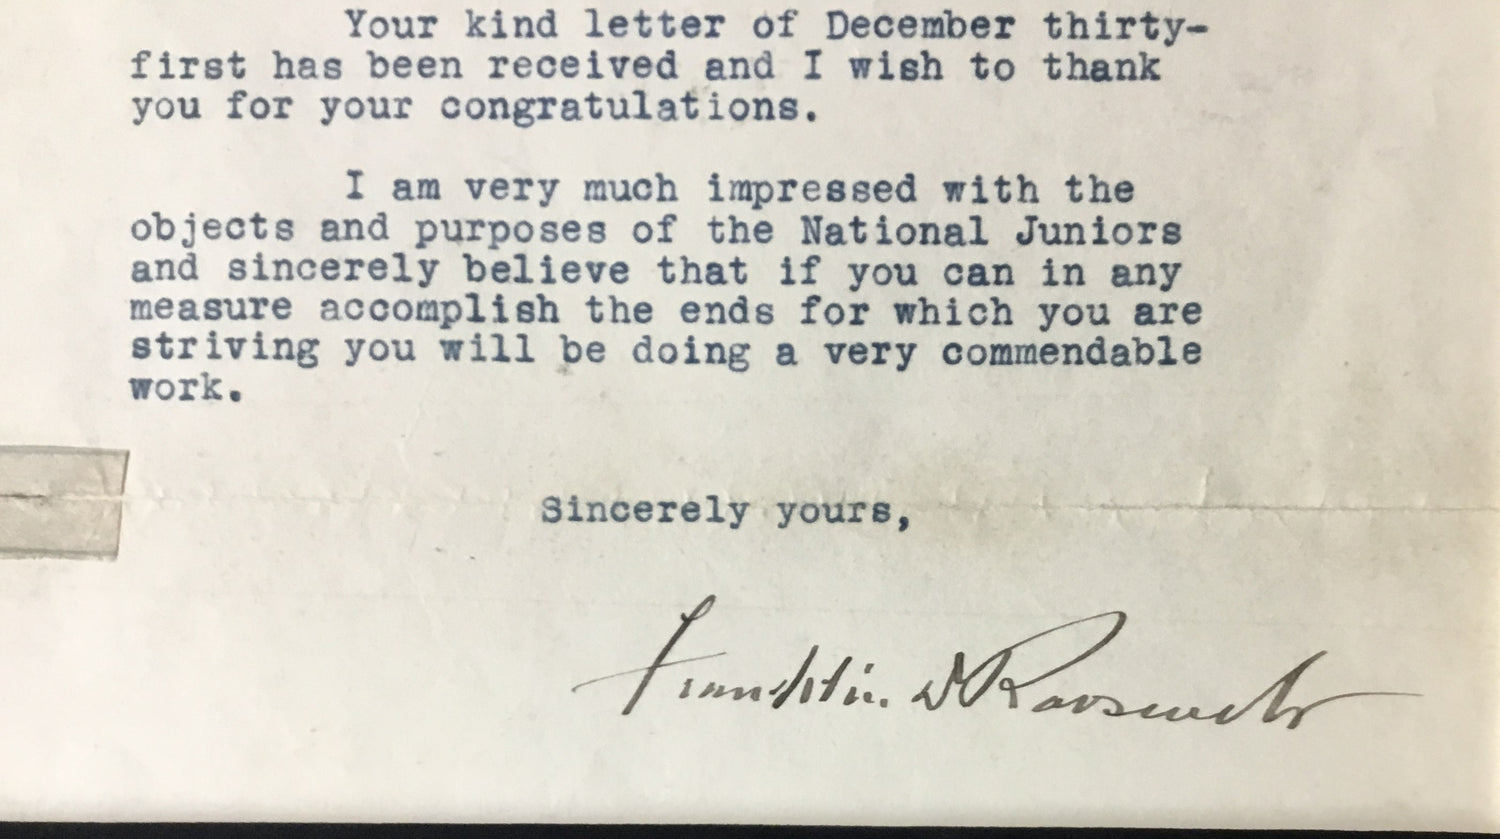 Your kind letter of December thirty-
first has been received and I wish to thank
you for your congratulations.
I am very much impressed with the
objects and purposes of the National Juniors
and sincerely believe that if you can in any
measure accomplish the ends for which you are
striving you will be doing a very commendable
work.
Sincerely yours,
Franklin D Roosevelt